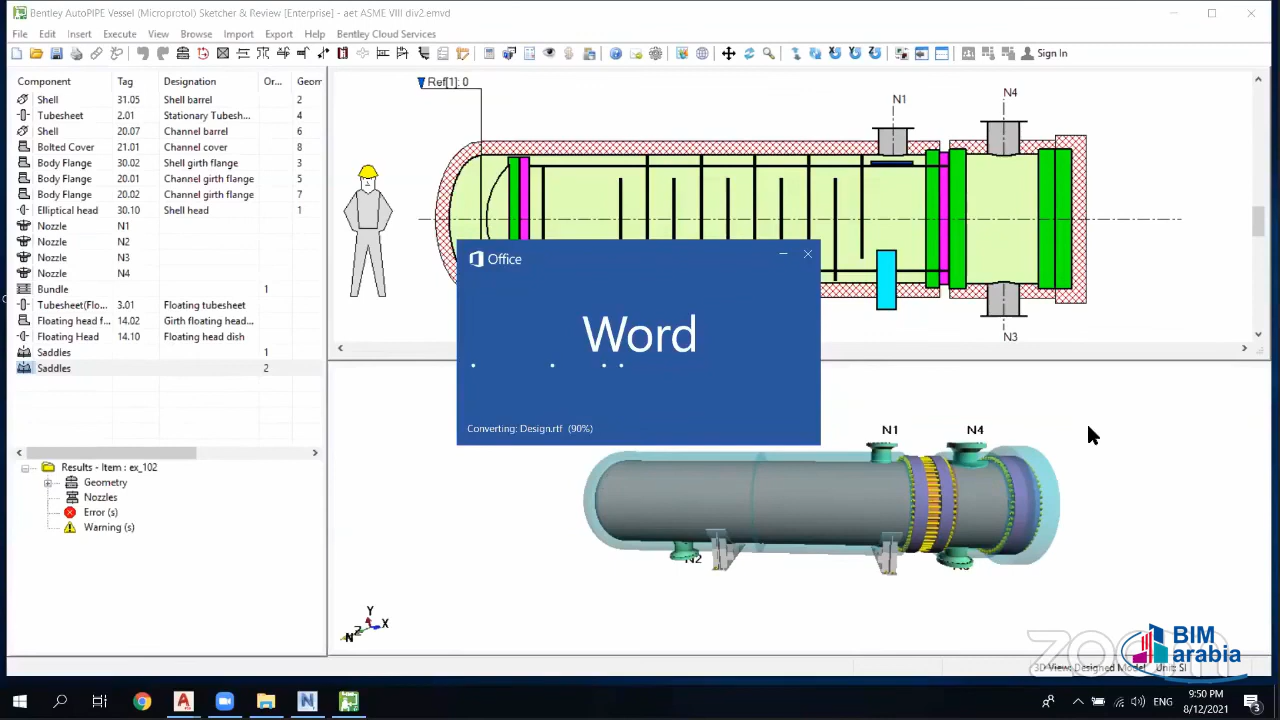 Bentley AutoPIPE Vessel (Microprotol) Sketcher & Review [Enterprise] - aet ASME VIII div2.emvd
File Edit Insert Execute View Browse Import Export Help Bentley Cloud Services
Sign In
Component Tag Designation Or... Geom
Shell 31.05 Shell barrel 2
Tubesheet 2.01 Stationary Tubesh... 4
Shell 20.07 Channel barrel 6
Bolted Cover 21.01 Channel cover 8
Body Flange 30.02 Shell girth flange 3
Body Flange 20.01 Channel girth flange 5
Body Flange 20.02 Channel girth flange 7
Elliptical head 30.10 Shell head 1
Nozzle N1
Nozzle N2
Nozzle N3
Nozzle N4
Bundle 1
Tubesheet(Flo... 3.01 Floating tubesheet
Floating head f... 14.02 Girth floating head...
Floating Head 14.10 Floating head dish
Saddles 1
Saddles 2
Results - Item : ex_102
Geometry
Nozzles
Error (s)
Warning (s)
Ref[1]: 0
N1
N4
N3
Office
Word
Converting: Design.rtf (90%)
N1
N4
N2
Y
X
Z
N
zoom
BIM
arabia
3D View: Designed Model Unit: SI
ENG
9:50 PM
8/12/2021
3